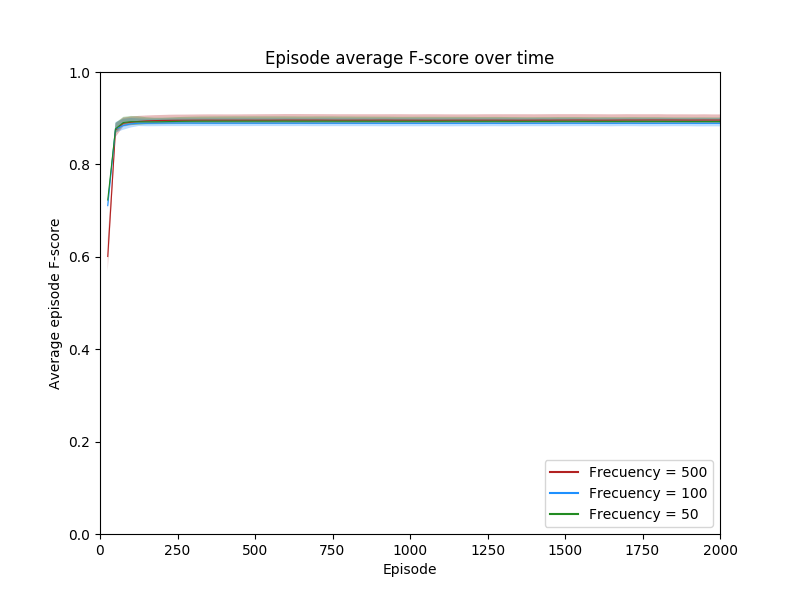 Episode average F-score over time
1.0
0.8
0.6
0.4
0.2
0.0
Average episode F-score
0 250 500 750 1000 1250 1500 1750 2000
Episode
Frecuency = 500
Frecuency = 100
Frecuency = 50